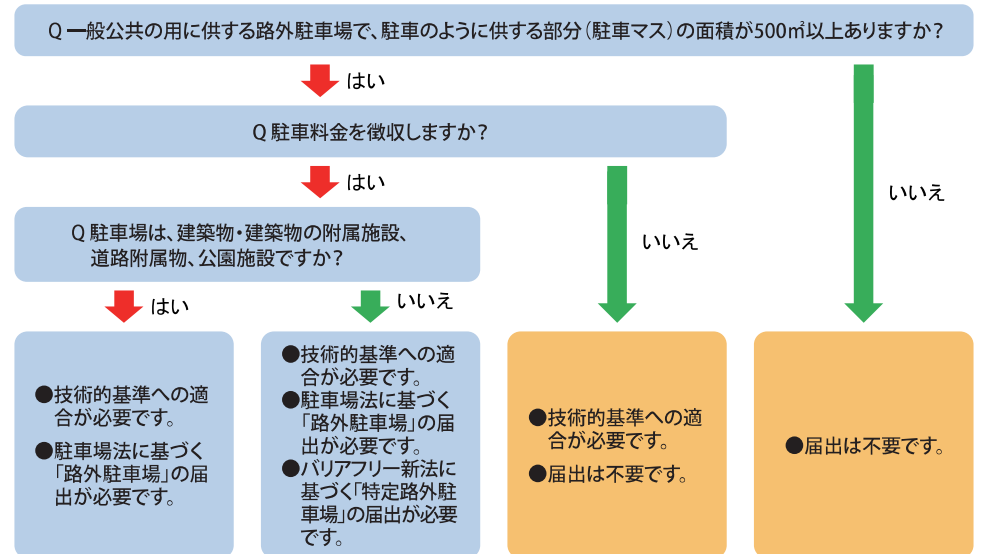 Q 一般公共の用に供する路外駐車場で、駐車のように供する部分（駐車マス）の面積が500㎡以上ありますか？
はい
Q 駐車料金を徴収しますか？
はい
いいえ
いいえ
Q 駐車場は、建築物・建築物の附属施設、
道路附属物、公園施設ですか？
はい
いいえ
●技術的基準への適
合が必要です。
●駐車場法に基づく
「路外駐車場」の届
出が必要です。
●技術的基準への適
合が必要です。
●駐車場法に基づく
「路外駐車場」の届
出が必要です。
●バリアフリー新法に
基づく「特定路外駐
車場」の届出が必要
です。
●技術的基準への適
合が必要です。
●届出は不要です。
●届出は不要です。